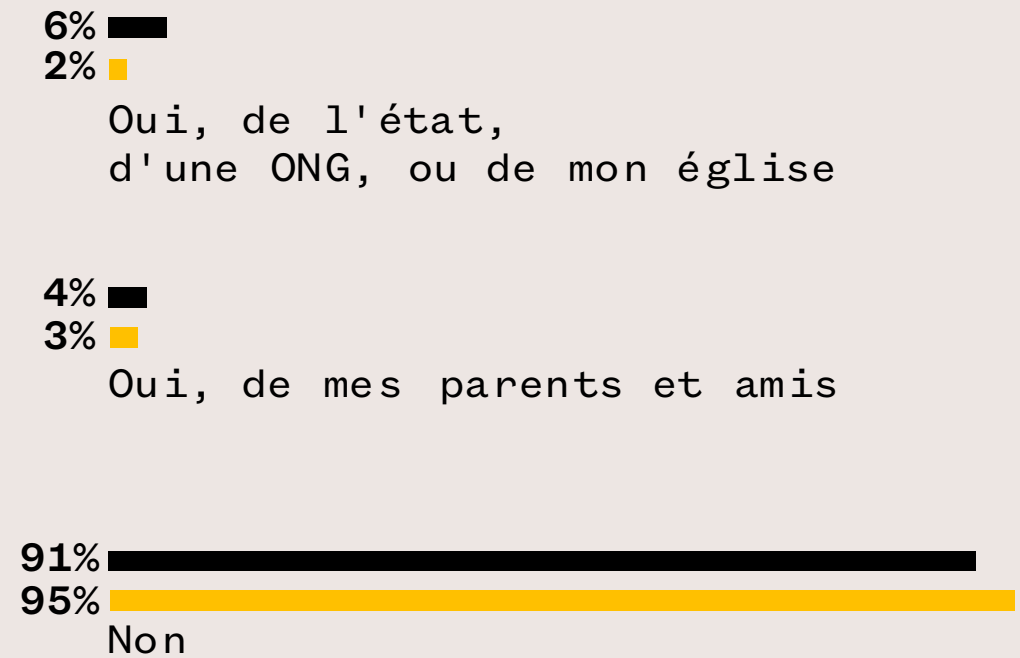 6%
2%
Oui, de l'état,
d'une ONG, ou de mon église
4%
3%
Oui, de mes parents et amis
91%
95%
Non